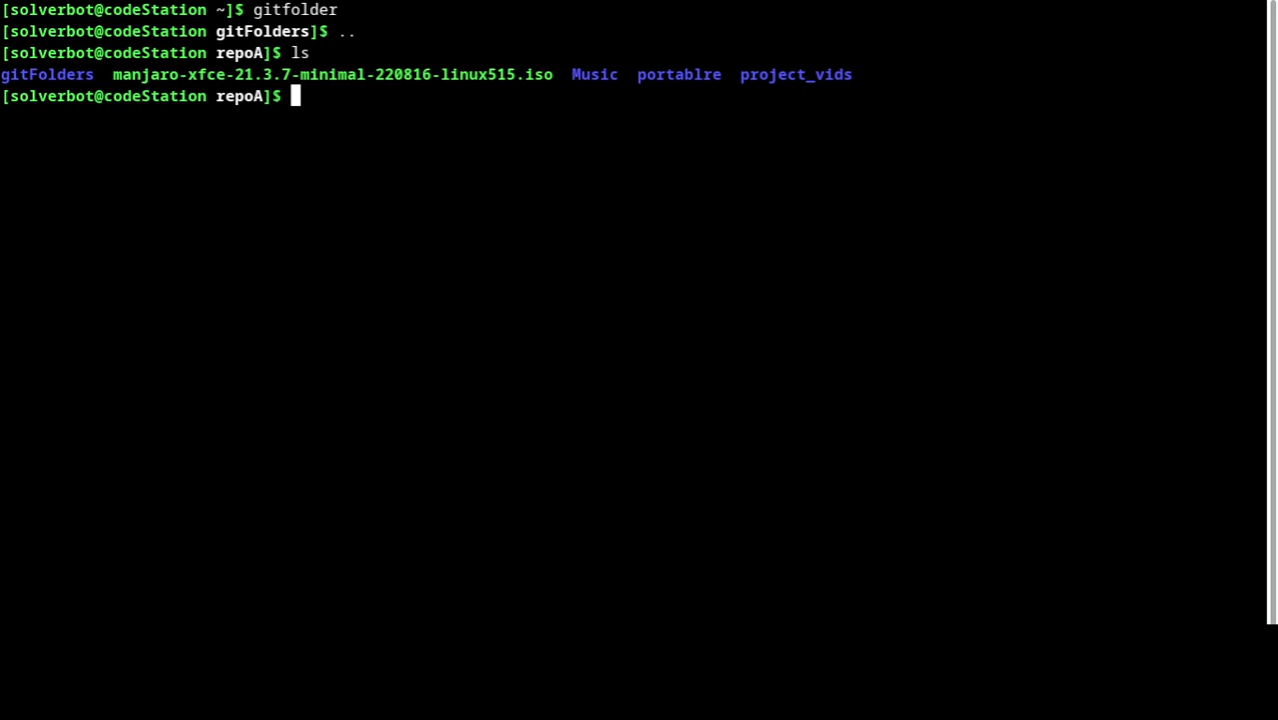 [solverbot@codeStation ~]$ gitfolder
[solverbot@codeStation gitFolders]$ ..
[solverbot@codeStation repoA]$ ls
gitFolders  manjaro-xfce-21.3.7-minimal-220816-linux515.iso  Music  portablre  project_vids
[solverbot@codeStation repoA]$